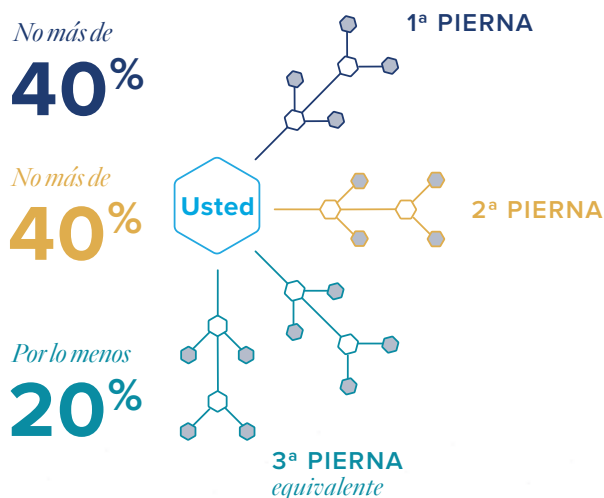 No más de
40%
1ª PIERNA
No más de
40%
Usted
2ª PIERNA
Por lo menos
20%
3ª PIERNA
equivalente